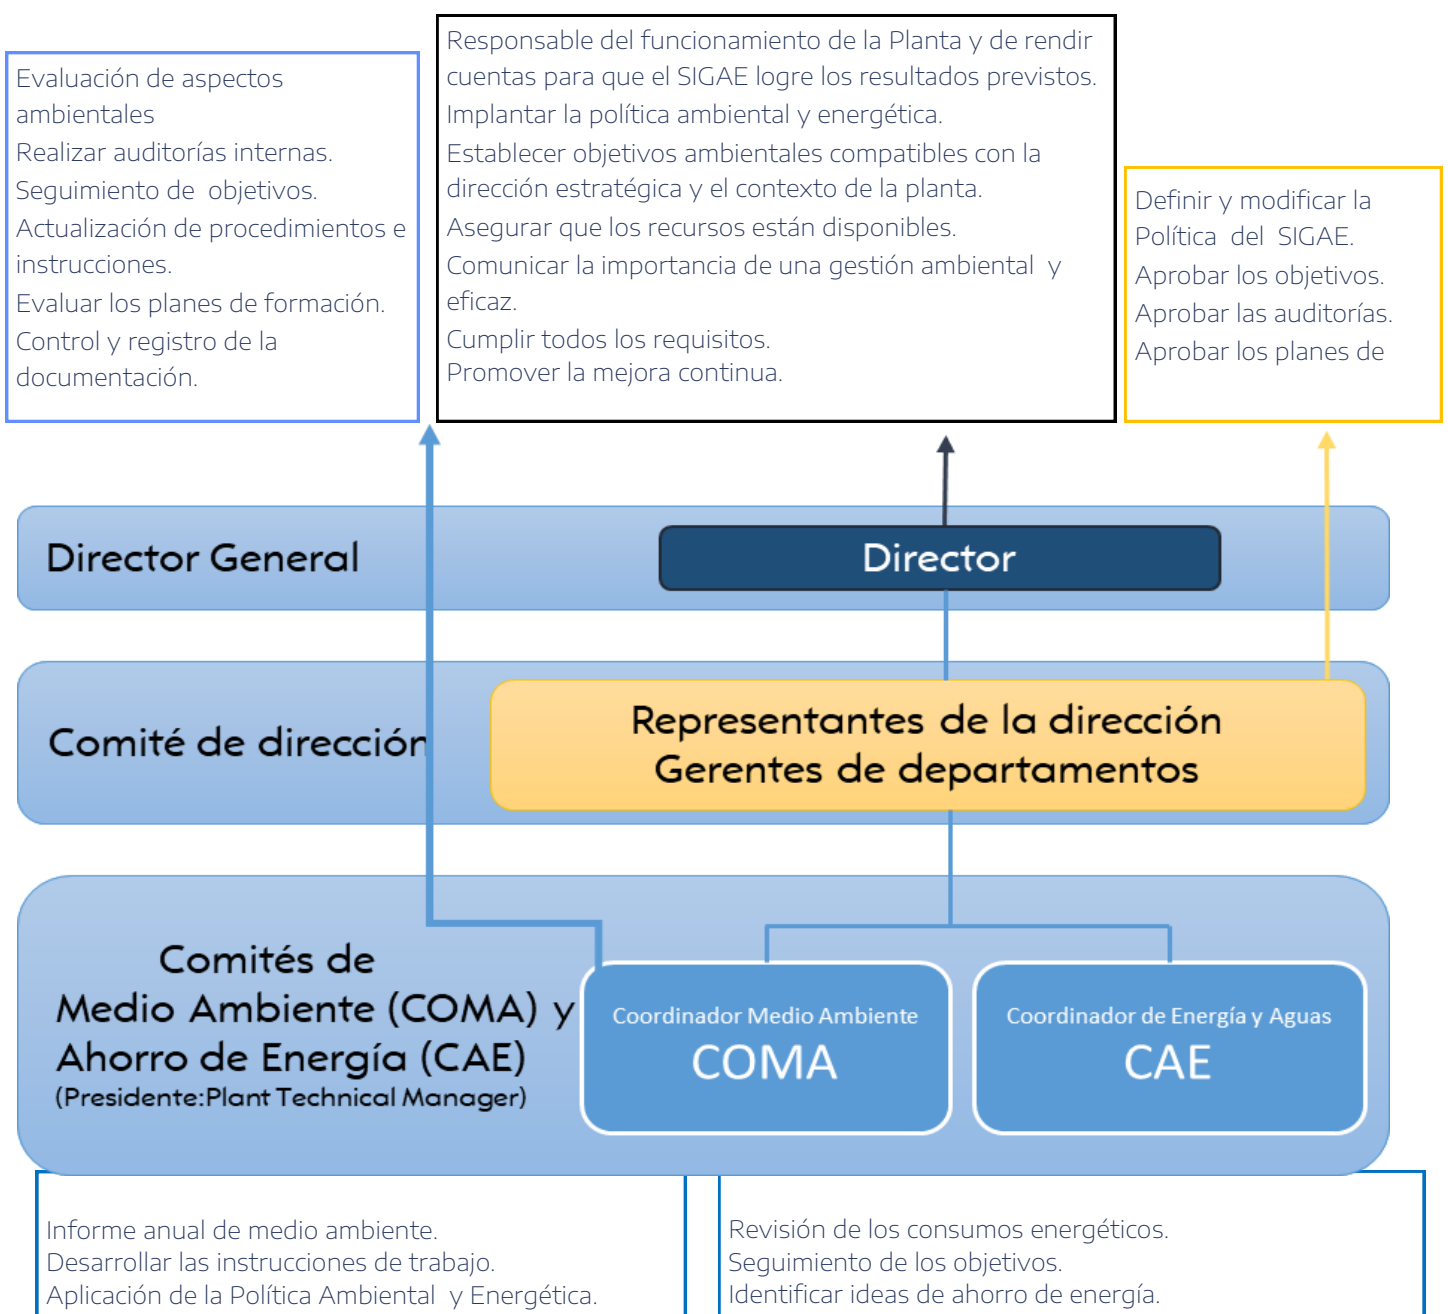 Evaluación de aspectos
ambientales
Realizar auditorías internas.
Seguimiento de objetivos.
Actualización de procedimientos e
instrucciones.
Evaluar los planes de formación.
Control y registro de la
documentación.
Responsable del funcionamiento de la Planta y de rendir
cuentas para que el SIGAE logre los resultados previstos.
Implantar la política ambiental y energética.
Establecer objetivos ambientales compatibles con la
dirección estratégica y el contexto de la planta.
Asegurar que los recursos están disponibles.
Comunicar la importancia de una gestión ambiental y
eficaz.
Cumplir todos los requisitos.
Promover la mejora continua.
Definir y modificar la
Política del SIGAE.
Aprobar los objetivos.
Aprobar las auditorías.
Aprobar los planes de
Director General
Director
Comité de dirección
Representantes de la dirección
Gerentes de departamentos
Comités de
Medio Ambiente (COMA) y
Ahorro de Energía (CAE)
(Presidente:Plant Technical Manager)
Coordinador Medio Ambiente
COMA
Coordinador de Energía y Aguas
CAE
Informe anual de medio ambiente.
Desarrollar las instrucciones de trabajo.
Aplicación de la Política Ambiental y Energética.
Revisión de los consumos energéticos.
Seguimiento de los objetivos.
Identificar ideas de ahorro de energía.